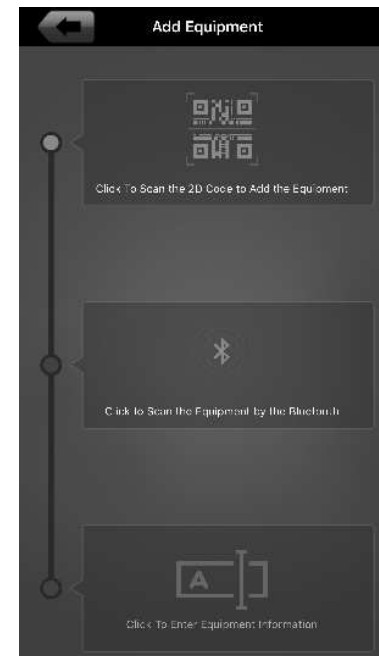 Add Equipment
Click To Scan the 2D Code to Add the Equipment
Click to Scan the Equipment by the Bluetooth
A
Click To Enter Equipment Information